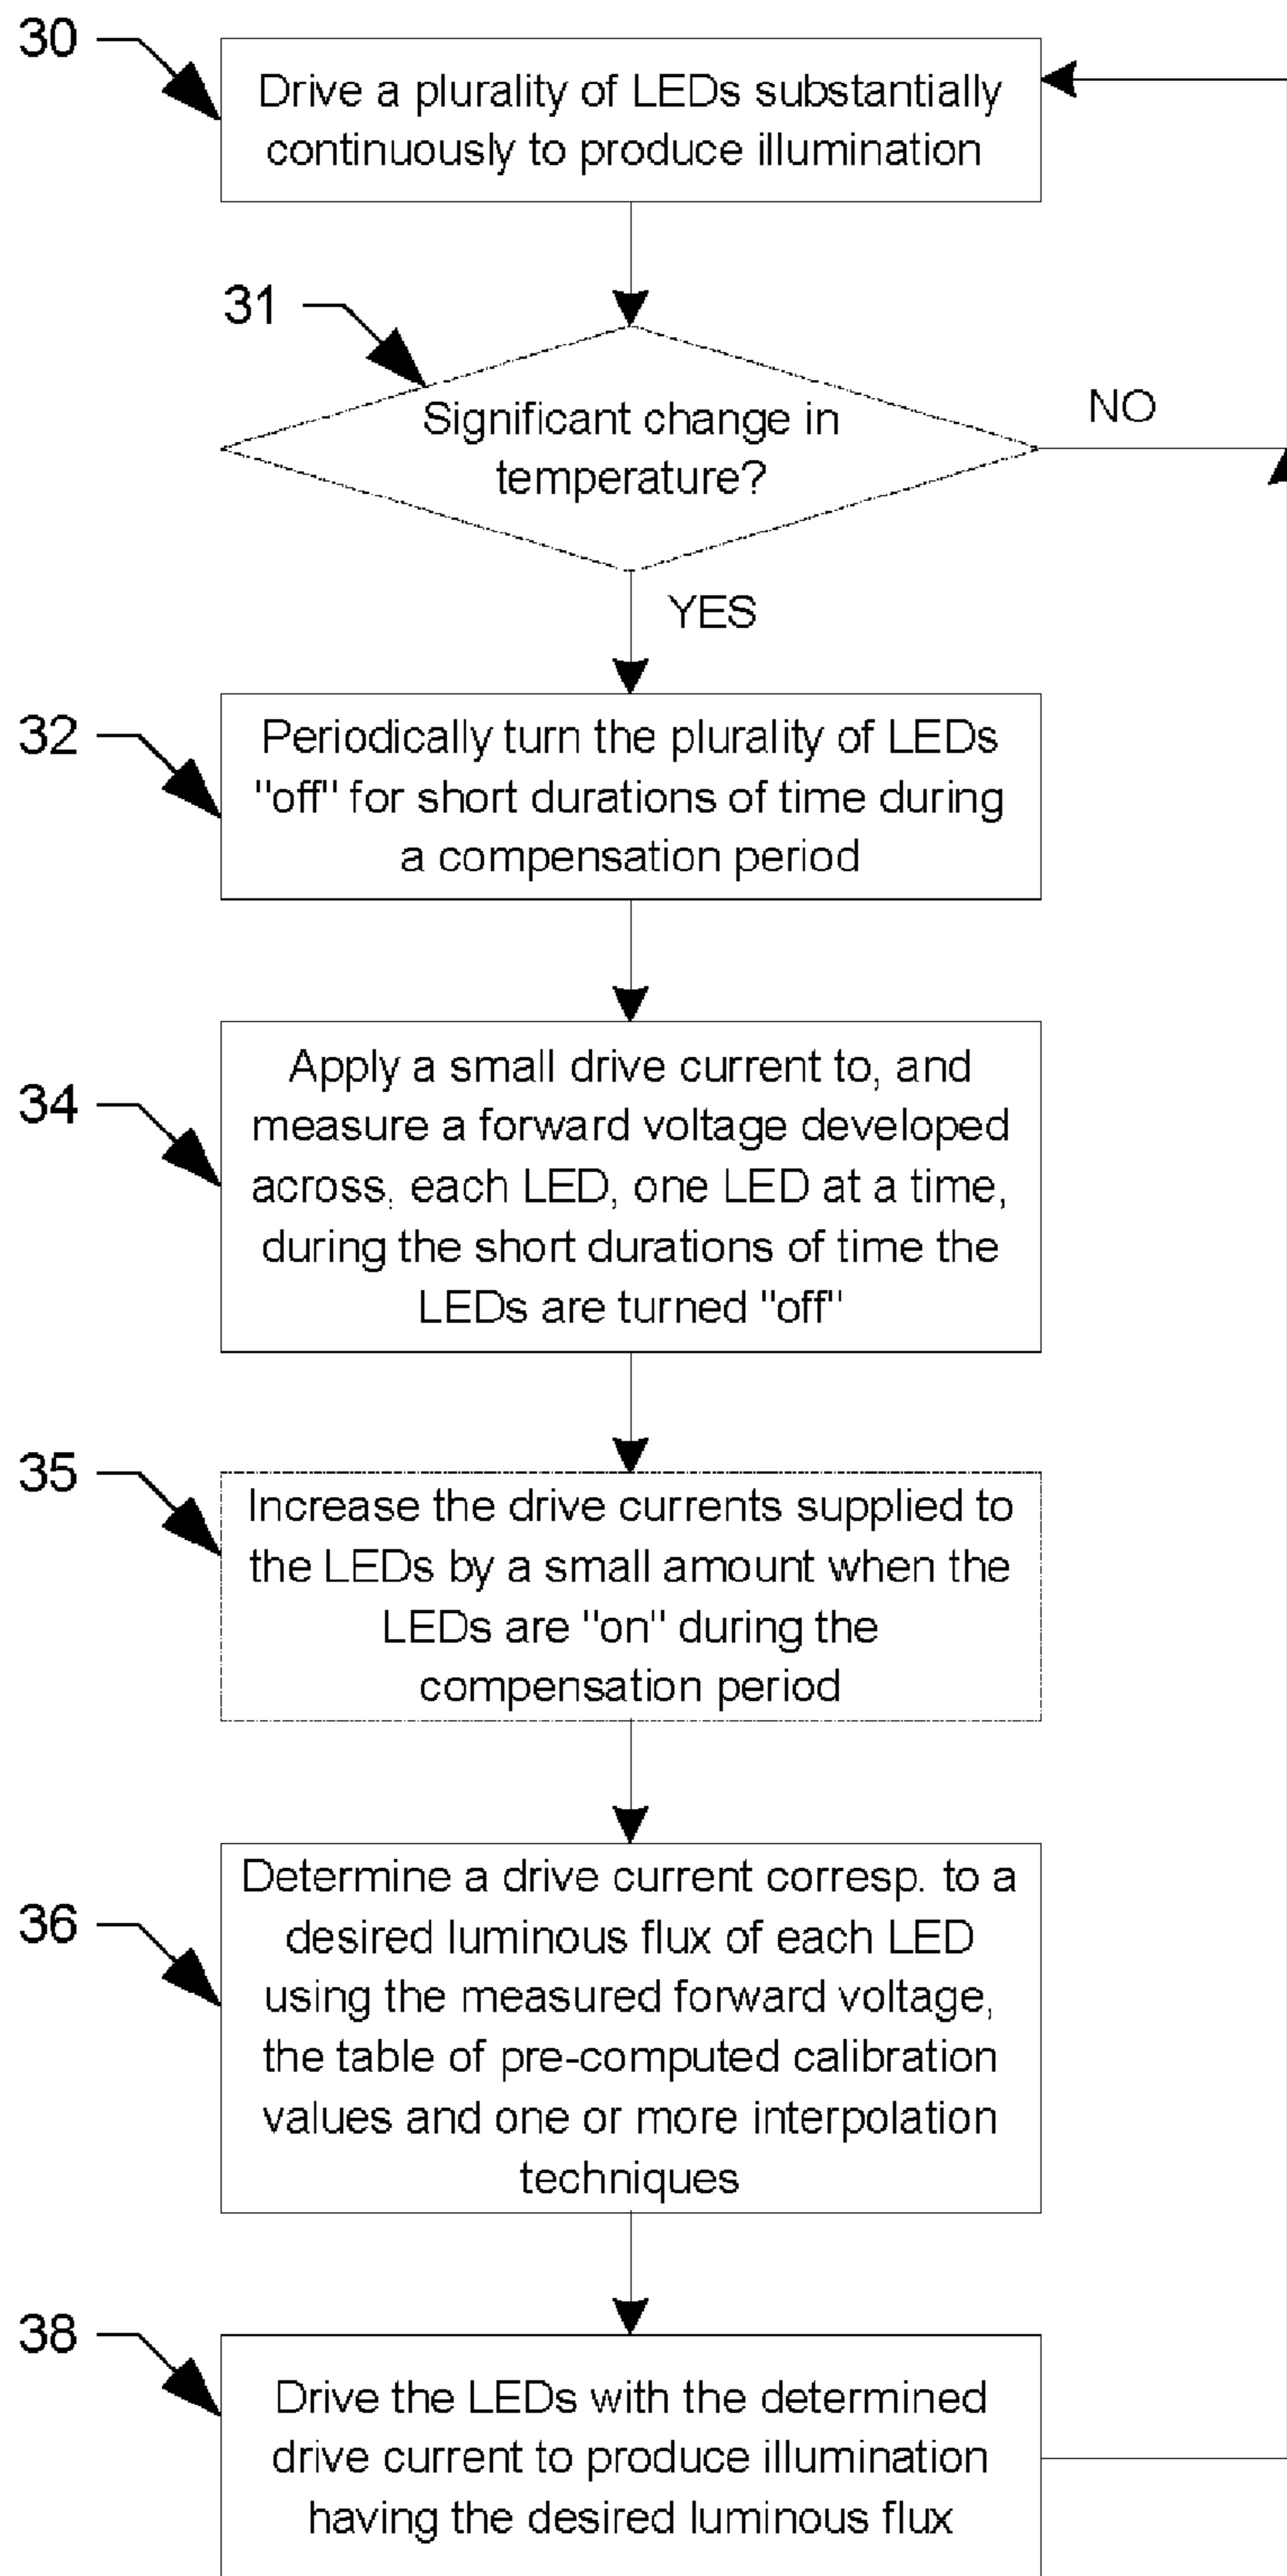 30
Drive a plurality of LEDs substantially
continuously to produce illumination
31
Significant change in
temperature?
NO
YES
32
Periodically turn the plurality of LEDs
"off" for short durations of time during
a compensation period
34
Apply a small drive current to, and
measure a forward voltage developed
across, each LED, one LED at a time,
during the short durations of time the
LEDs are turned "off"
35
Increase the drive currents supplied to
the LEDs by a small amount when the
LEDs are "on" during the
compensation period
36
Determine a drive current corresp. to a
desired luminous flux of each LED
using the measured forward voltage,
the table of pre-computed calibration
values and one or more interpolation
techniques
38
Drive the LEDs with the determined
drive current to produce illumination
having the desired luminous flux